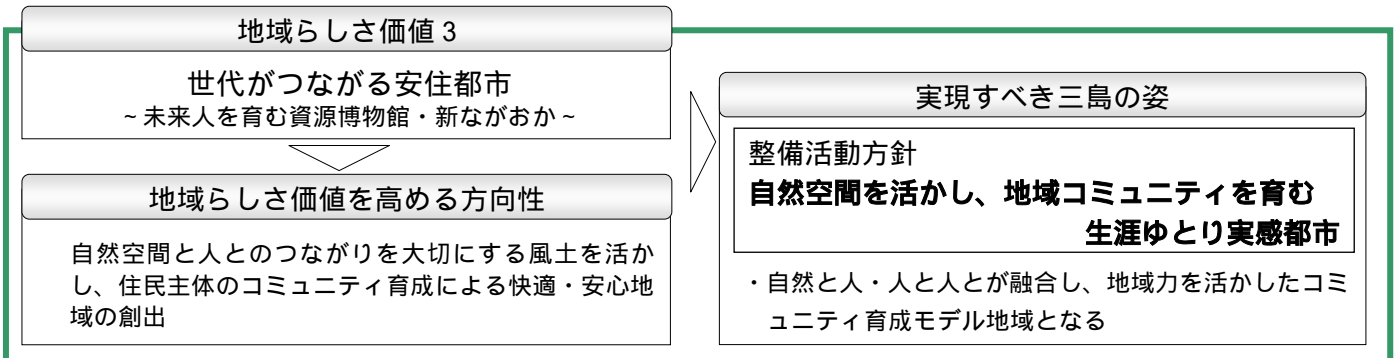 地域らしさ価値３
世代がつながる安住都市
～未来人を育む資源博物館・新ながおか～
地域らしさ価値を高める方向性
自然空間と人とのつながりを大切にする風土を活か
し、住民主体のコミュニティ育成による快適・安心地
域の創出
実現すべき三島の姿
整備活動方針
自然空間を活かし、地域コミュニティを育む
生涯ゆとり実感都市
・自然と人・人と人とが融合し、地域力を活かしたコミ
ュニティ育成モデル地域となる